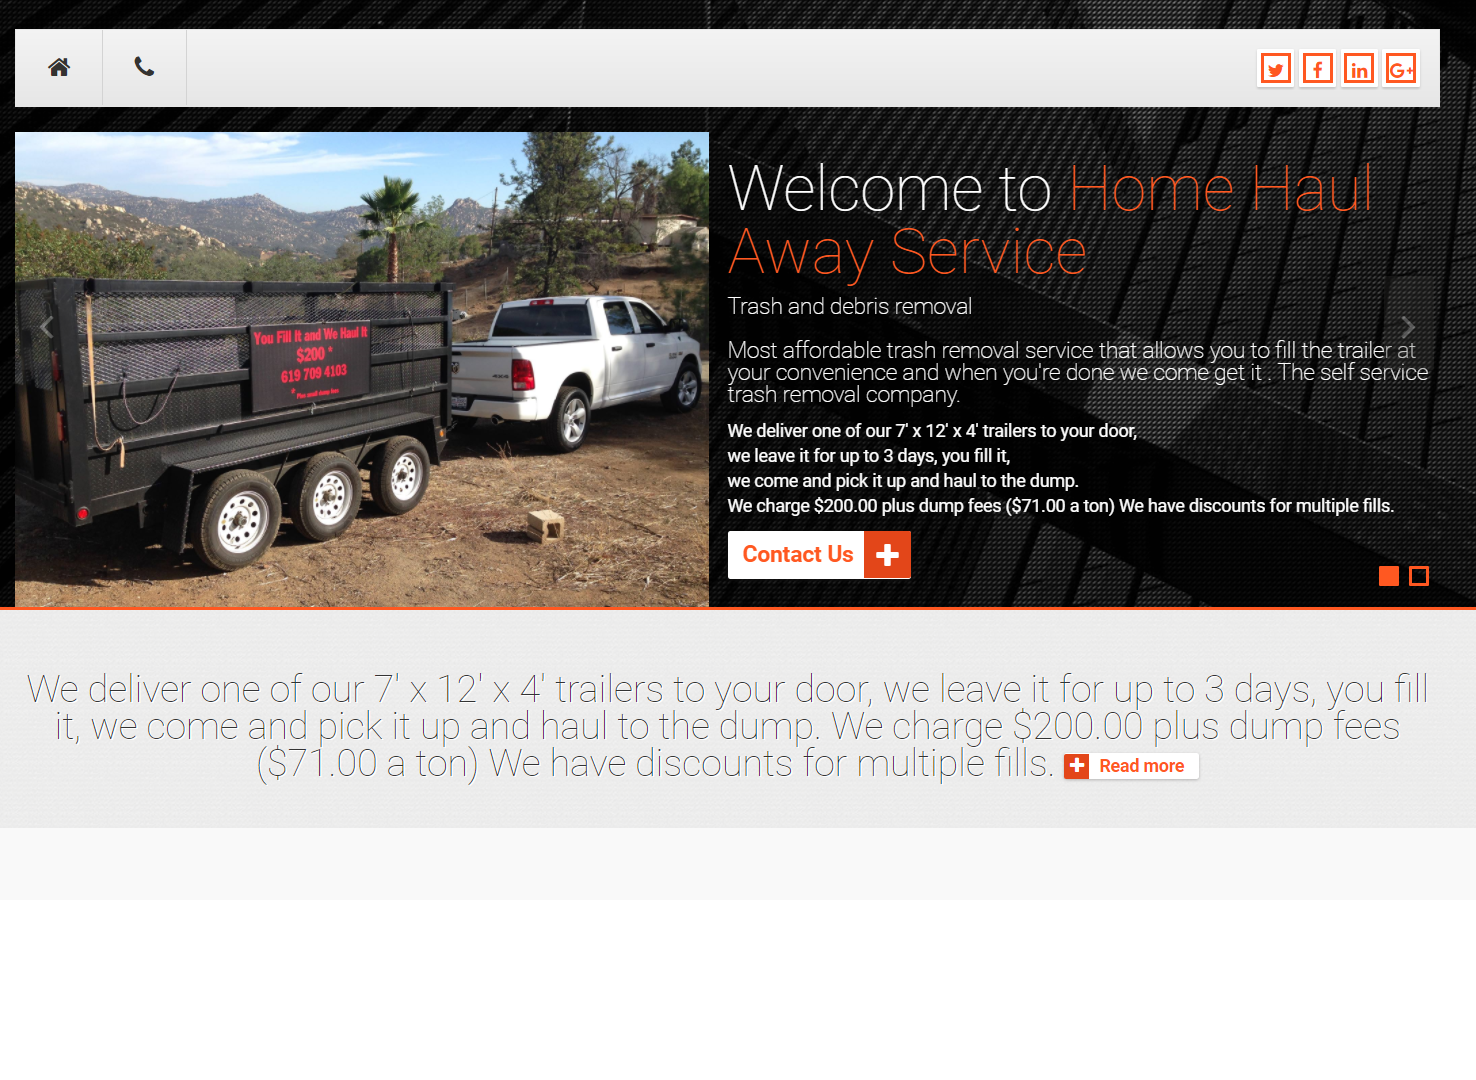 Welcome to Home Haul
Away Service
Trash and debris removal
Most affordable trash removal service that allows you to fill the trailer at
your convenience and when you're done we come get it . The self service
trash removal company.
We deliver one of our 7' x 12' x 4' trailers to your door,
we leave it for up to 3 days, you fill it,
we come and pick it up and haul to the dump.
We charge $200.00 plus dump fees ($71.00 a ton) We have discounts for multiple fills.
Contact Us
You Fill It and We Haul It
$200 *
619 709 4103
* Plus small dump fees
We deliver one of our 7' x 12' x 4' trailers to your door, we leave it for up to 3 days, you fill
it, we come and pick it up and haul to the dump. We charge $200.00 plus dump fees
($71.00 a ton) We have discounts for multiple fills.
Read more